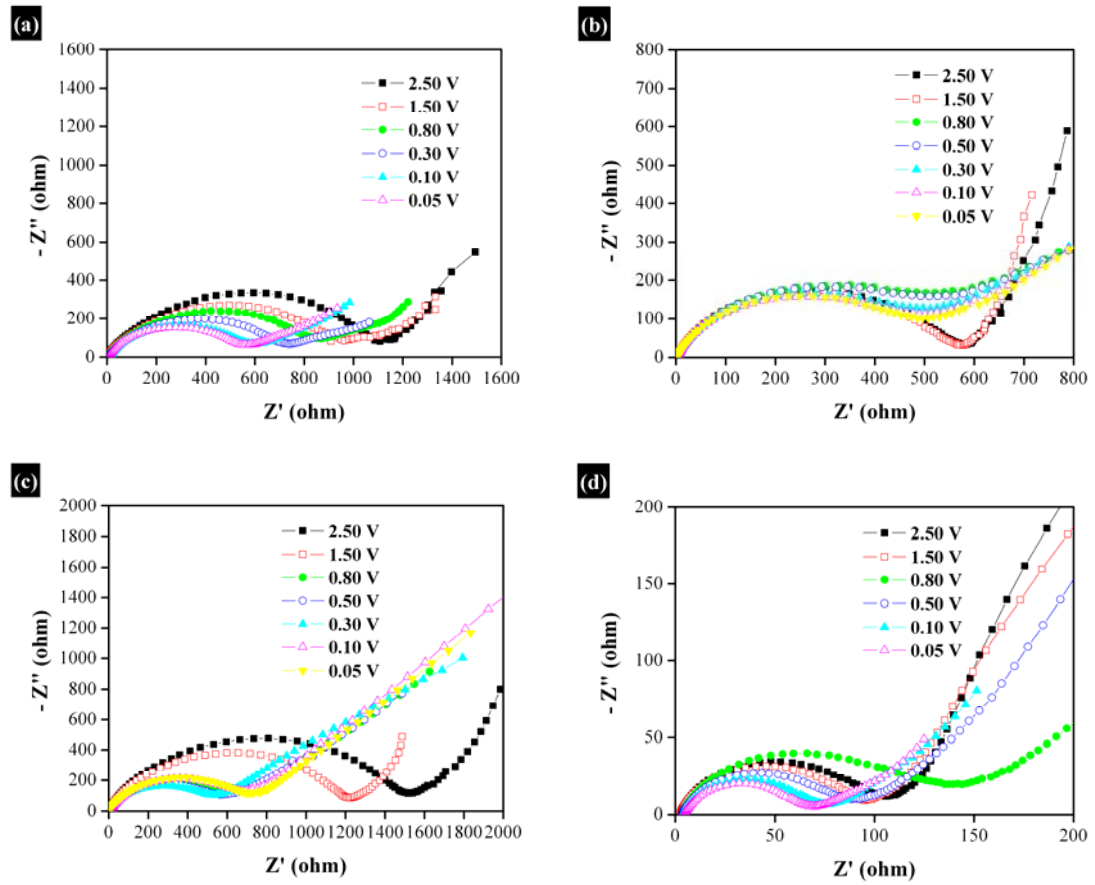 (a)
1600
1400
1200
1000
800
600
400
200
0
- Z'' (ohm)
2.50 V
1.50 V
0.80 V
0.30 V
0.10 V
0.05 V
0 200 400 600 800 1000 1200 1400 1600
Z' (ohm)
(b)
800
700
600
500
400
300
200
100
0
- Z'' (ohm)
2.50 V
1.50 V
0.80 V
0.50 V
0.30 V
0.10 V
0.05 V
0 100 200 300 400 500 600 700 800
Z' (ohm)
(c)
2000
1800
1600
1400
1200
1000
800
600
400
200
0
- Z'' (ohm)
2.50 V
1.50 V
0.80 V
0.50 V
0.30 V
0.10 V
0.05 V
0 200 400 600 800 1000 1200 1400 1600 1800 2000
Z' (ohm)
(d)
200
150
100
50
0
- Z'' (ohm)
2.50 V
1.50 V
0.80 V
0.50 V
0.10 V
0.05 V
0 50 100 150 200
Z' (ohm)